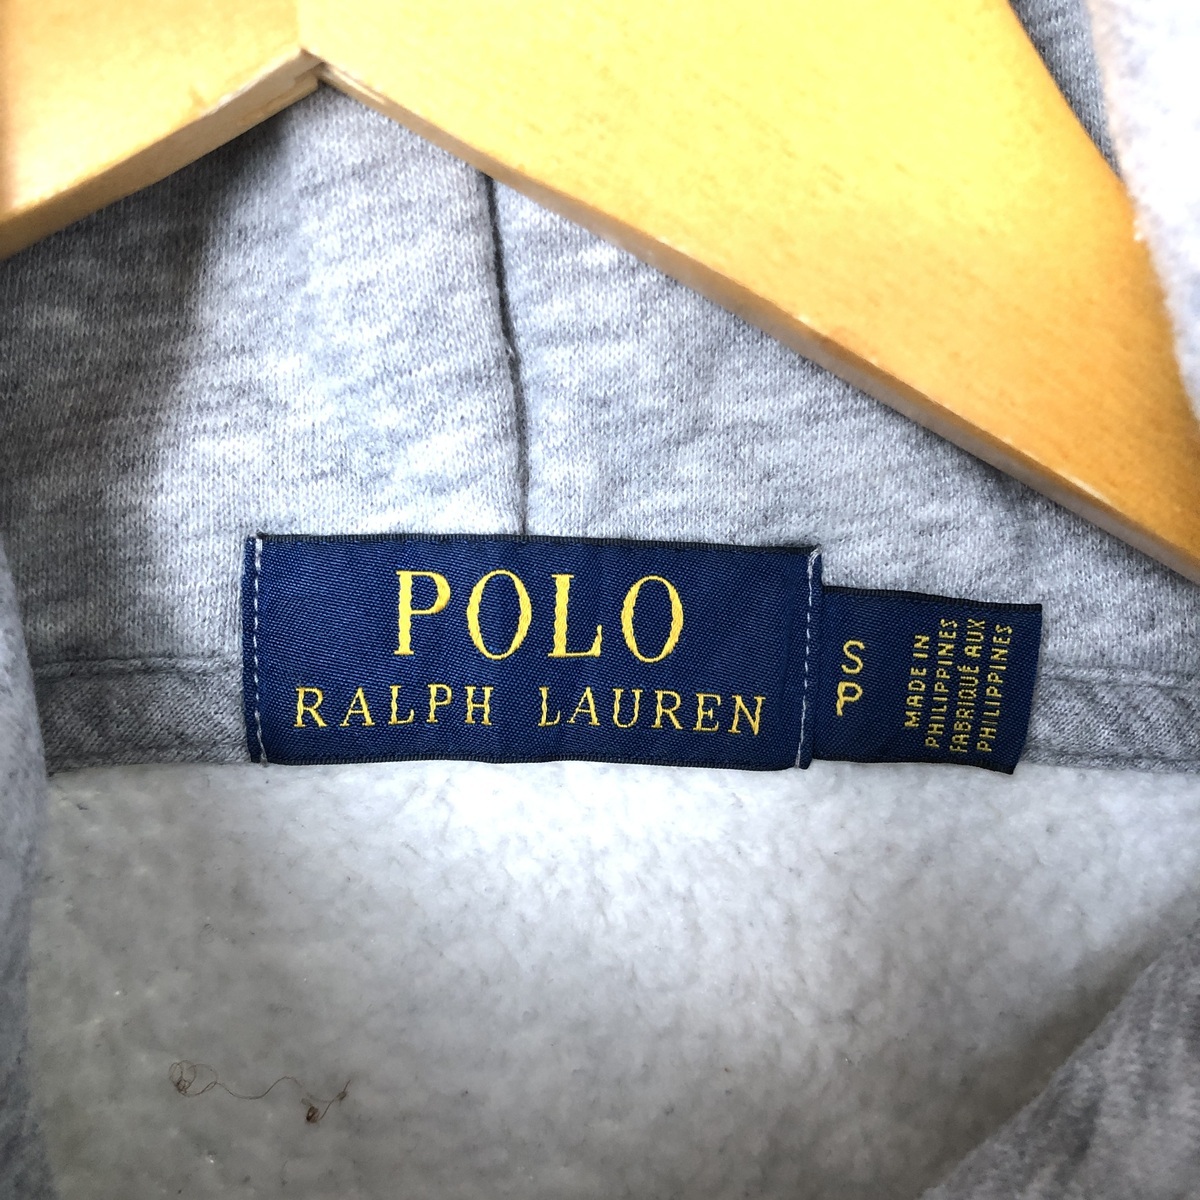 POLO
RALPH LAUREN
S
P
MADE IN
PHILIPPINES
FABRIQUÉ AUX
PHILIPPINES